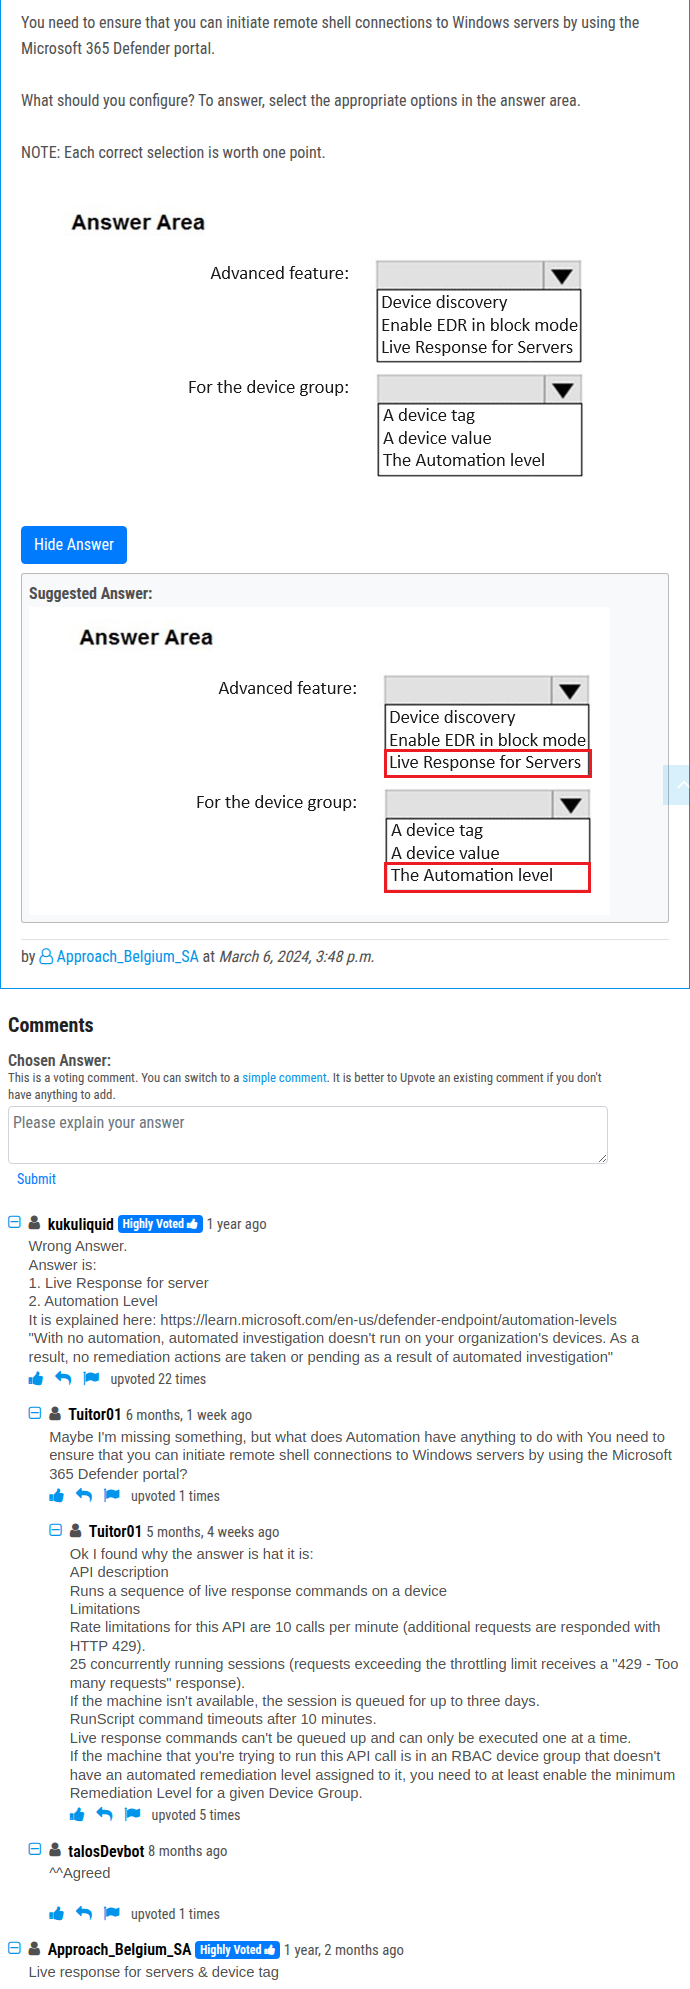 You need to ensure that you can initiate remote shell connections to Windows servers by using the
Microsoft 365 Defender portal.
What should you configure? To answer, select the appropriate options in the answer area.
NOTE: Each correct selection is worth one point.
Answer Area
Advanced feature:
Device discovery
Enable EDR in block mode
Live Response for Servers
For the device group:
A device tag
A device value
The Automation level
Hide Answer
Suggested Answer:
Answer Area
Advanced feature:
Device discovery
Enable EDR in block mode
Live Response for Servers
For the device group:
A device tag
A device value
The Automation level
by Approach_Belgium_SA at March 6, 2024, 3:48 p.m.
Comments
Chosen Answer:
This is a voting comment. You can switch to a simple comment. It is better to Upvote an existing comment if you don't
have anything to add.
Please explain your answer
Submit
kukuliquid Highly Voted 1 year ago
Wrong Answer.
Answer is:
1. Live Response for server
2. Automation Level
It is explained here: https://learn.microsoft.com/en-us/defender-endpoint/automation-levels
"With no automation, automated investigation doesn't run on your organization's devices. As a
result, no remediation actions are taken or pending as a result of automated investigation"
upvoted 22 times
Tuitor01 6 months, 1 week ago
Maybe I'm missing something, but what does Automation have anything to do with You need to
ensure that you can initiate remote shell connections to Windows servers by using the Microsoft
365 Defender portal?
upvoted 1 times
Tuitor01 5 months, 4 weeks ago
Ok I found why the answer is hat it is:
API description
Runs a sequence of live response commands on a device
Limitations
Rate limitations for this API are 10 calls per minute (additional requests are responded with
HTTP 429).
25 concurrently running sessions (requests exceeding the throttling limit receives a "429 - Too
many requests" response).
If the machine isn't available, the session is queued for up to three days.
RunScript command timeouts after 10 minutes.
Live response commands can't be queued up and can only be executed one at a time.
If the machine that you're trying to run this API call is in an RBAC device group that doesn't
have an automated remediation level assigned to it, you need to at least enable the minimum
Remediation Level for a given Device Group.
upvoted 5 times
talosDevbot 8 months ago
^^Agreed
upvoted 1 times
Approach_Belgium_SA Highly Voted 1 year, 2 months ago
Live response for servers & device tag